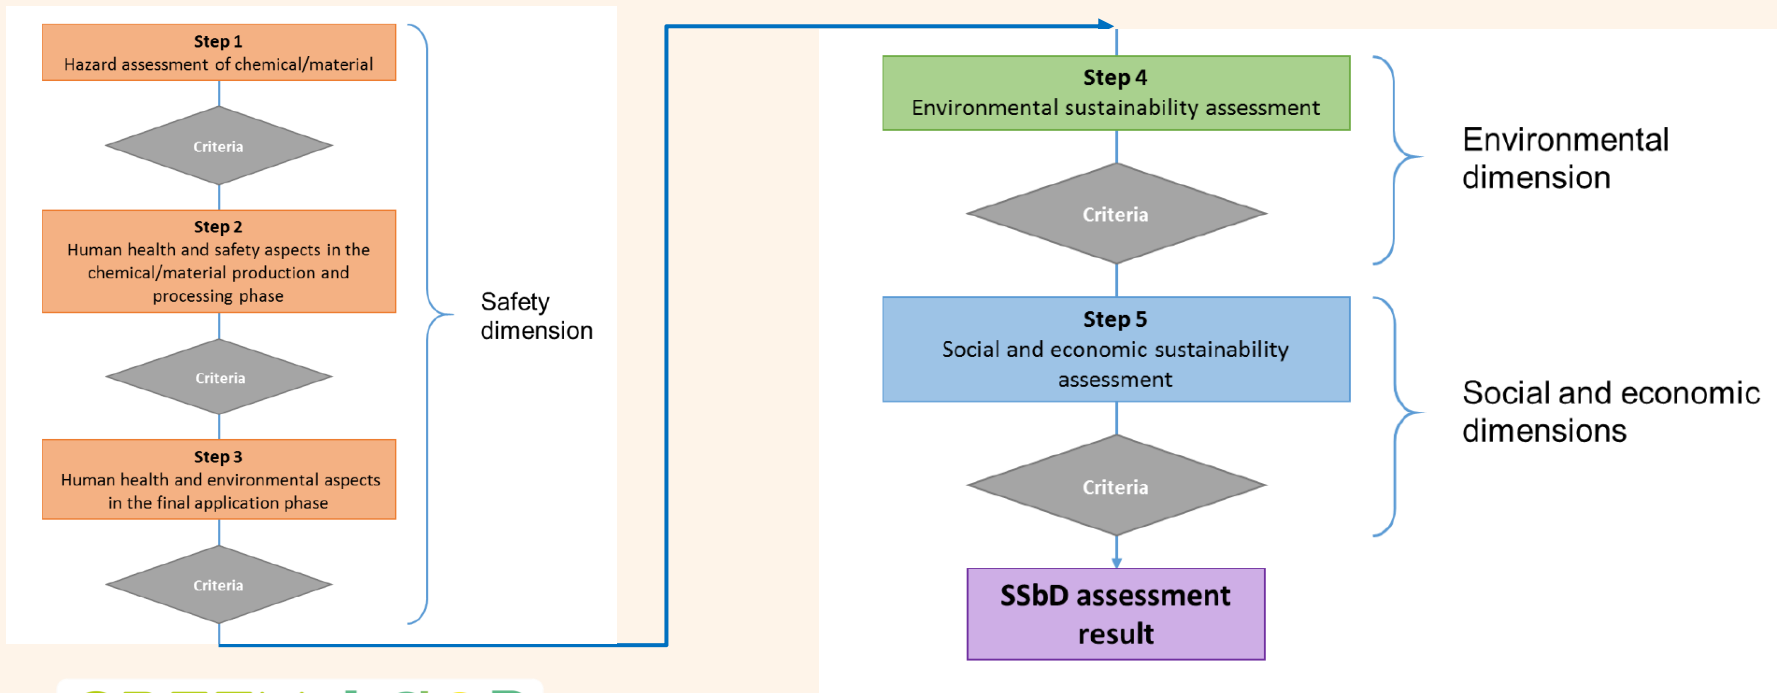 Step 1
Hazard assessment of chemical/material
Criteria
Step 2
Human health and safety aspects in the
chemical/material production and
processing phase
Criteria
Step 3
Human health and environmental aspects
in the final application phase
Criteria
Safety
dimension
Step 4
Environmental sustainability assessment
Criteria
Environmental
dimension
Step 5
Social and economic sustainability
assessment
Criteria
Social and economic
dimensions
SSbD assessment
result